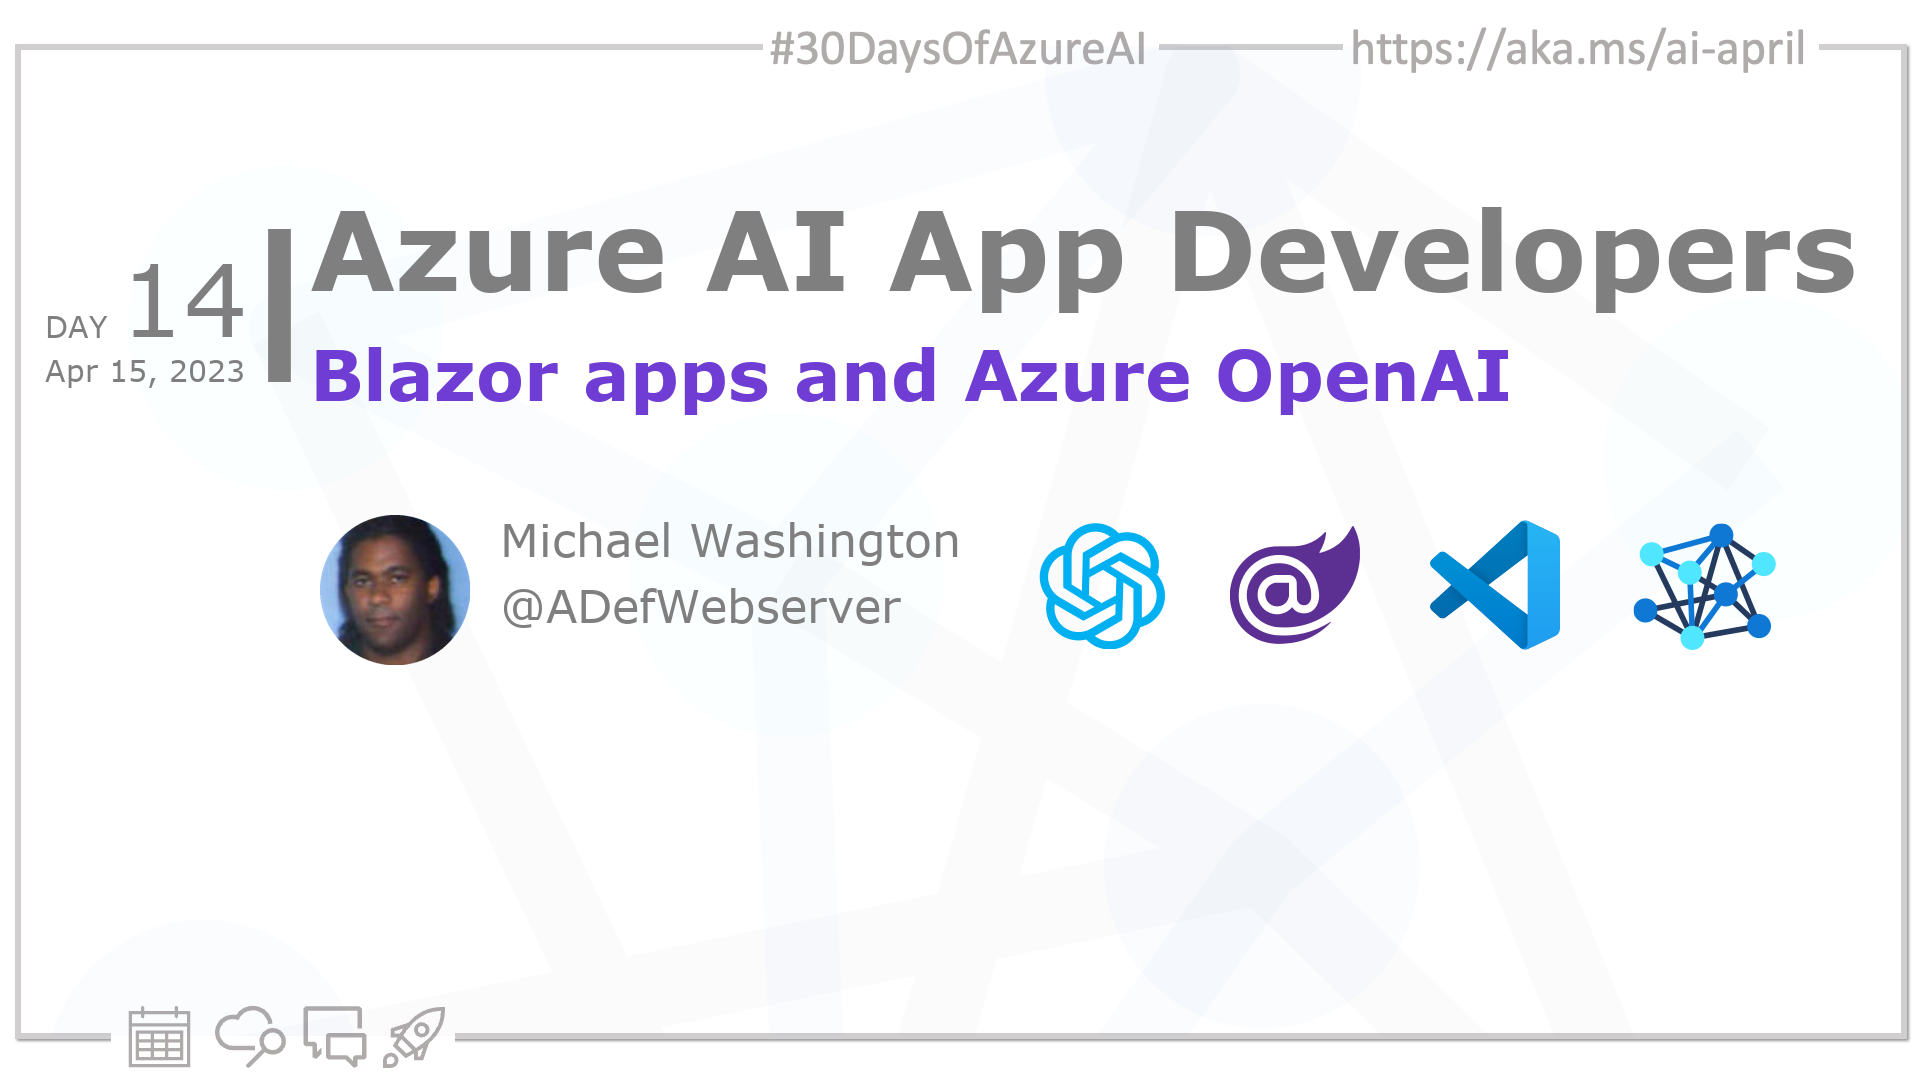 #30DaysOfAzureAI
https://aka.ms/ai-april
Azure AI App Developers
DAY 14
Apr 15, 2023
Blazor apps and Azure OpenAI
Michael Washington
@ADefWebserver
@